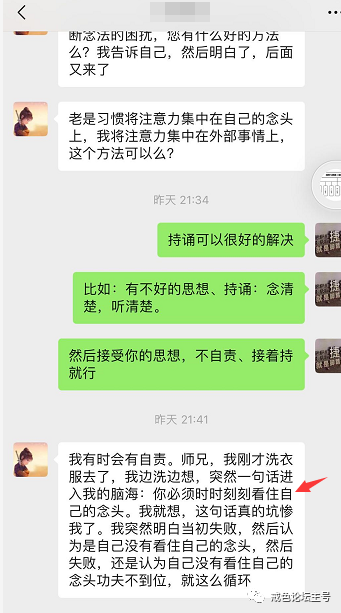 断念法的困扰，您有什么好的方法
么？我告诉自己，然后明白了，后面
又来了
老是习惯将注意力集中在自己的念头
上，我将注意力集中在外部事情上，
这个方法可以么？
昨天 21:34
持诵可以很好的解决
比如：有不好的思想、持诵：念清
楚，听清楚。
然后接受你的思想，不自责、接着持
就行
昨天 21:41
我有时会有自责。师兄，我刚才洗衣
服去了，我边洗边想，突然一句话进
入我的脑海：你必须时时刻刻看住自
己的念头。我就想，这句话真的坑惨
我了。我突然明白当初失败，然后认
为是自己没有看住自己的念头，然后
失败，还是认为自己没有看住自己的
念头功夫不到位，就这么循环
戒色论坛主号